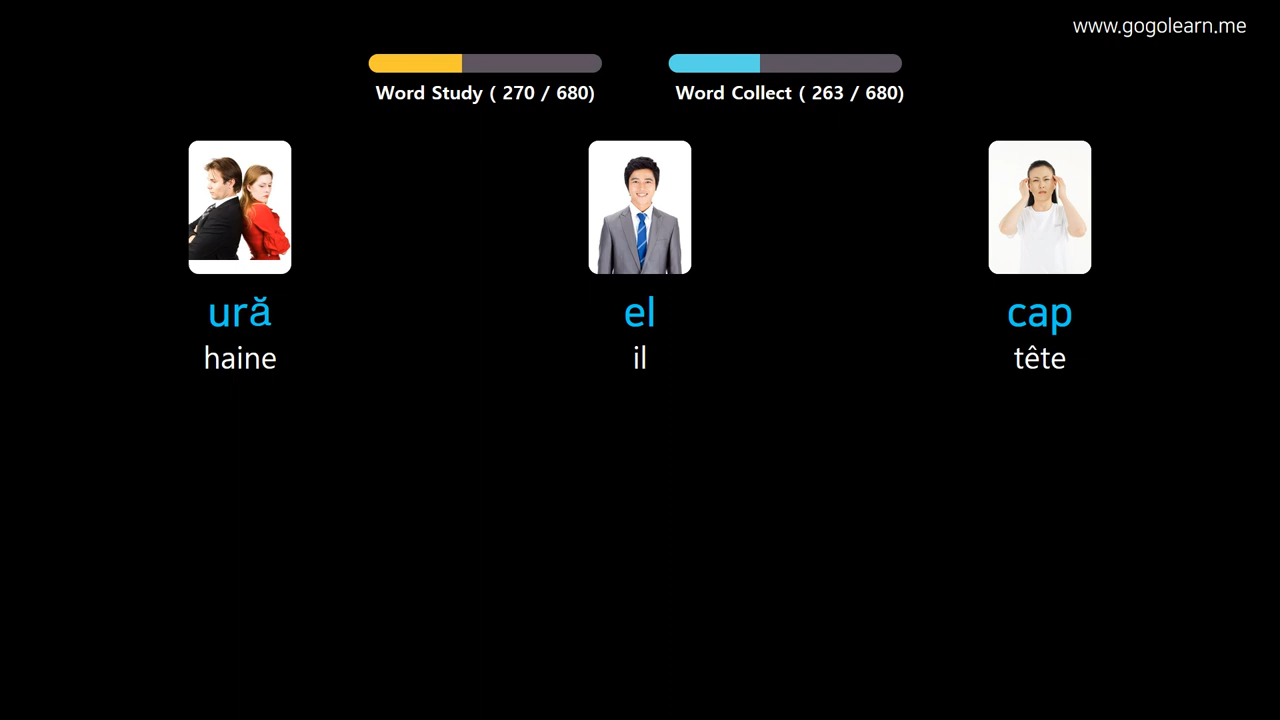 www.gogolearn.me
Word Study ( 270 / 680)
Word Collect ( 263 / 680)
ură
el
cap
haine
il
tête